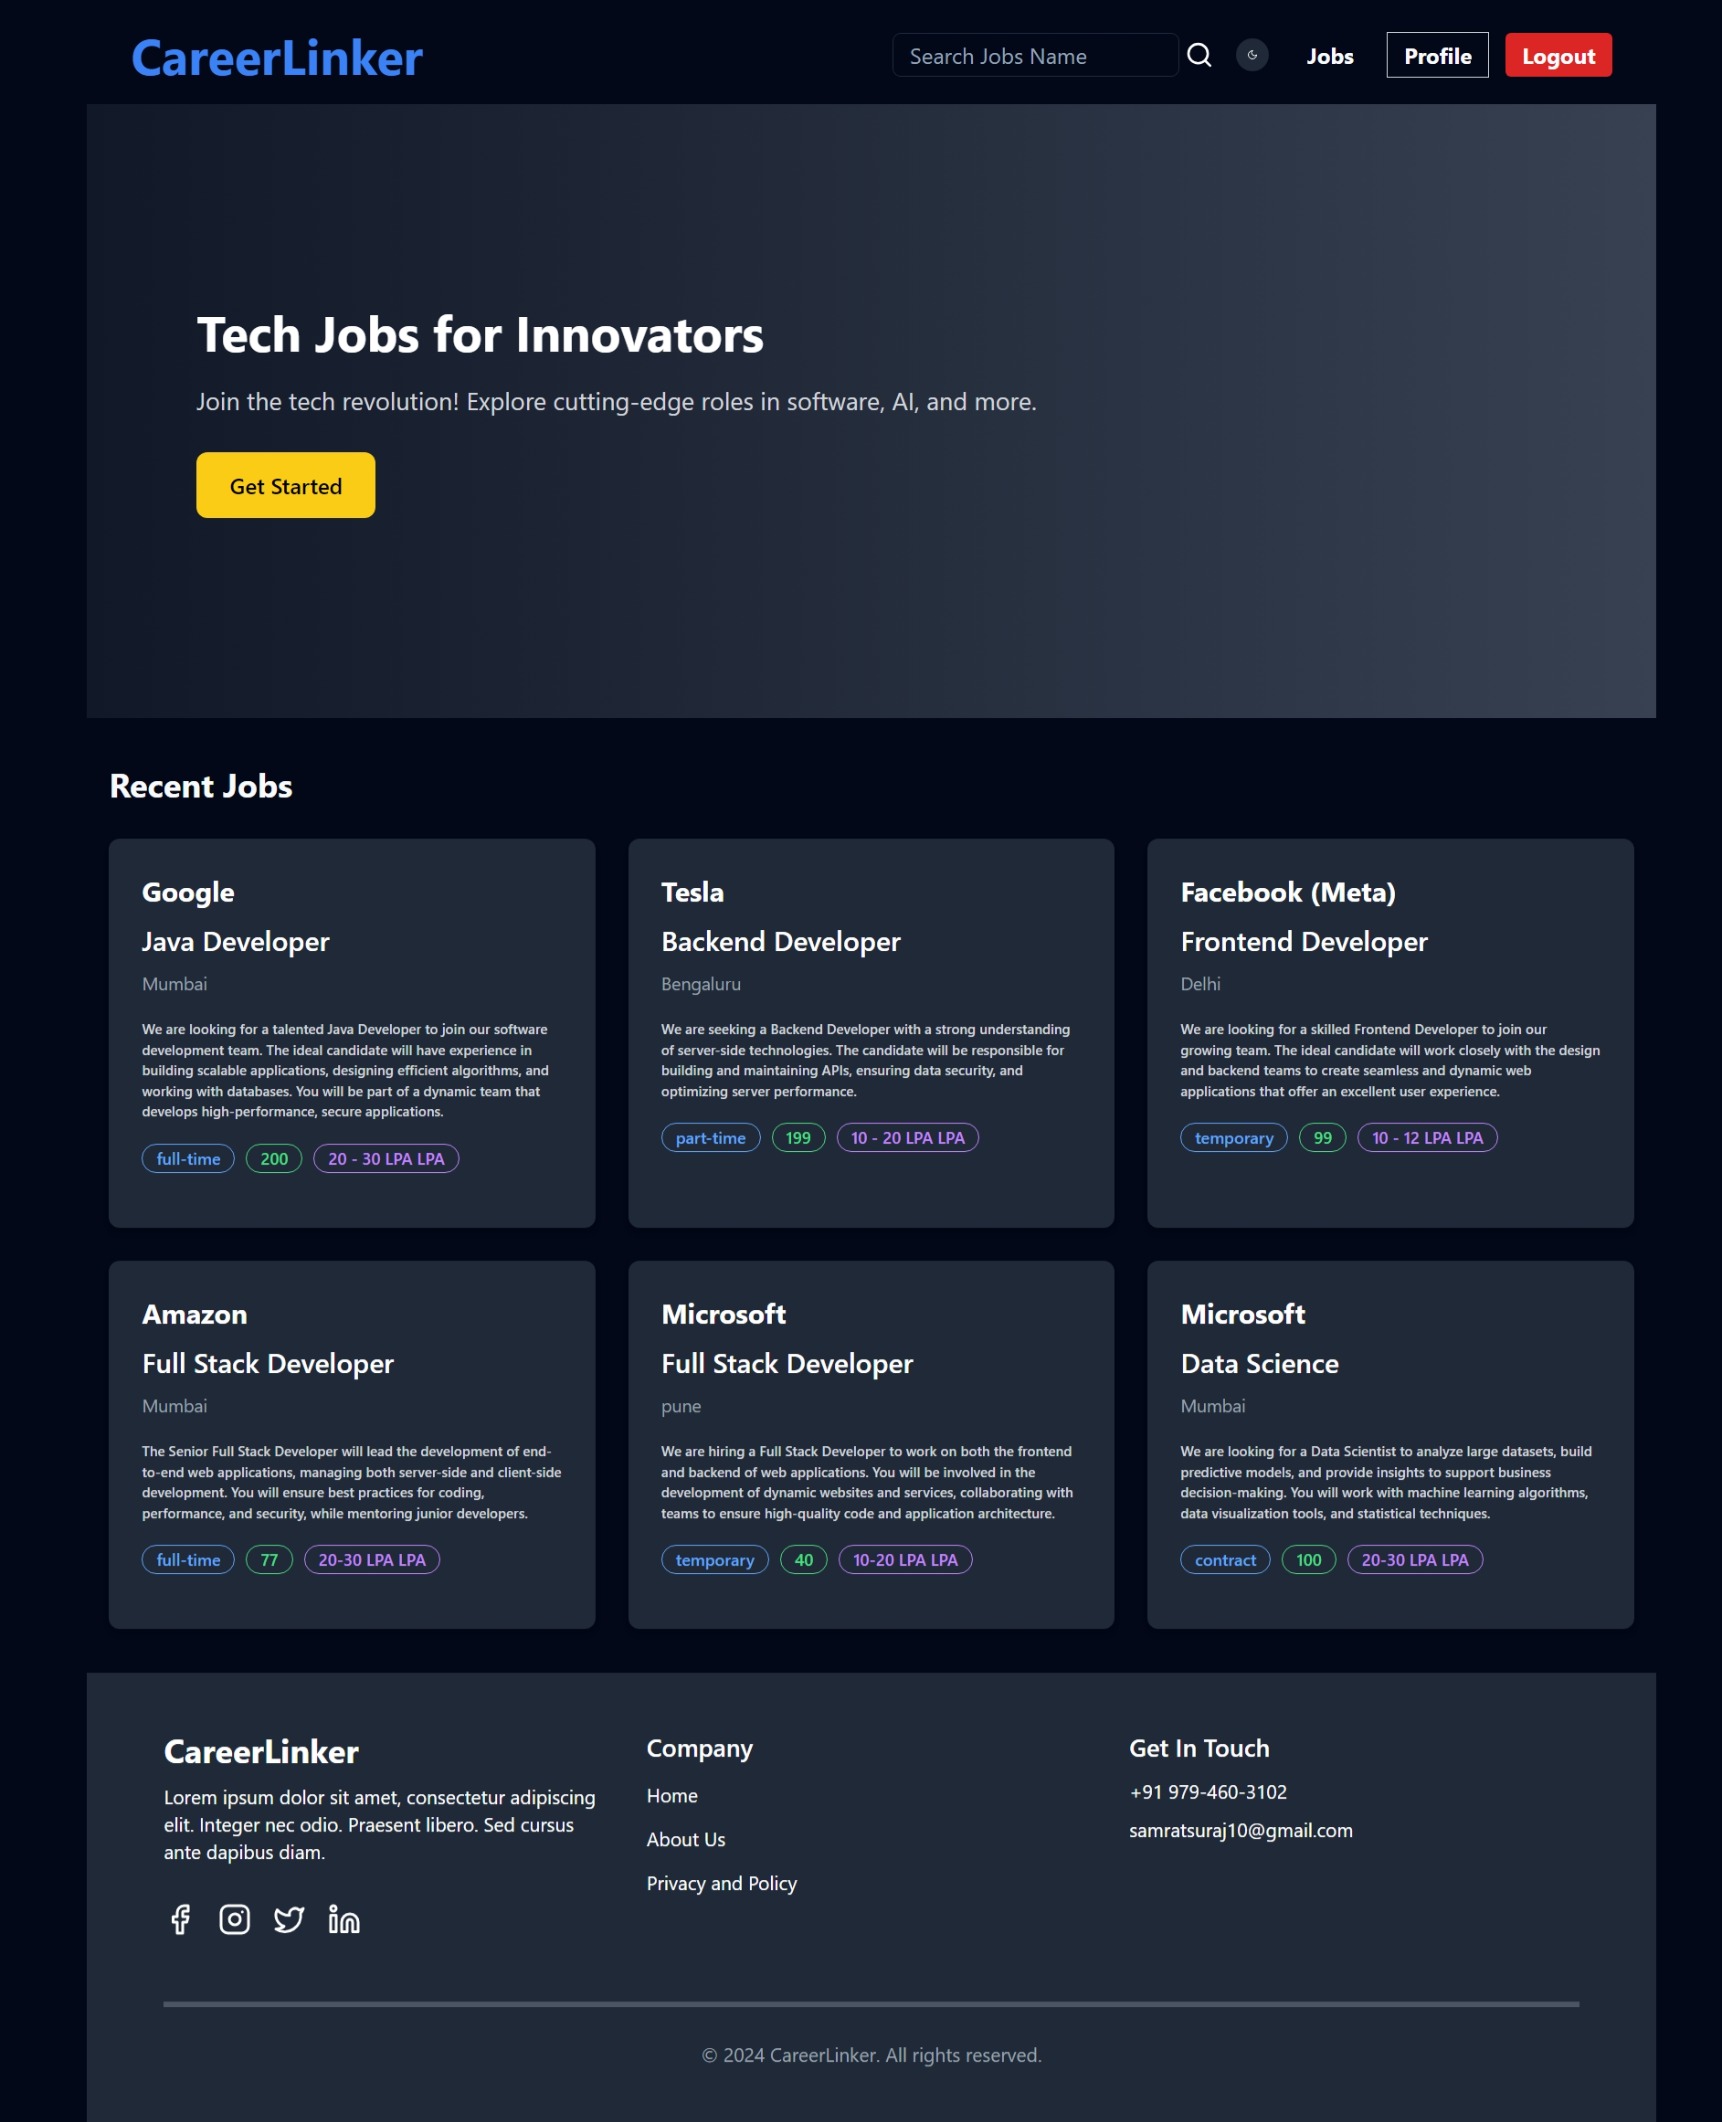 CareerLinker
Search Jobs Name
Jobs
Profile
Logout
Tech Jobs for Innovators
Join the tech revolution! Explore cutting-edge roles in software, AI, and more.
Get Started
Recent Jobs
Google
Java Developer
Mumbai
We are looking for a talented Java Developer to join our software
development team. The ideal candidate will have experience in
building scalable applications, designing efficient algorithms, and
working with databases. You will be part of a dynamic team that
develops high-performance, secure applications.
full-time
200
20 - 30 LPA LPA
Tesla
Backend Developer
Bengaluru
We are seeking a Backend Developer with a strong understanding
of server-side technologies. The candidate will be responsible for
building and maintaining APIs, ensuring data security, and
optimizing server performance.
part-time
199
10 - 20 LPA LPA
Facebook (Meta)
Frontend Developer
Delhi
We are looking for a skilled Frontend Developer to join our
growing team. The ideal candidate will work closely with the design
and backend teams to create seamless and dynamic web
applications that offer an excellent user experience.
temporary
99
10 - 12 LPA LPA
Amazon
Full Stack Developer
Mumbai
The Senior Full Stack Developer will lead the development of end-
to-end web applications, managing both server-side and client-side
development. You will ensure best practices for coding,
performance, and security, while mentoring junior developers.
full-time
77
20-30 LPA LPA
Microsoft
Full Stack Developer
pune
We are hiring a Full Stack Developer to work on both the frontend
and backend of web applications. You will be involved in the
development of dynamic websites and services, collaborating with
teams to ensure high-quality code and application architecture.
temporary
40
10-20 LPA LPA
Microsoft
Data Science
Mumbai
We are looking for a Data Scientist to analyze large datasets, build
predictive models, and provide insights to support business
decision-making. You will work with machine learning algorithms,
data visualization tools, and statistical techniques.
contract
100
20-30 LPA LPA
CareerLinker
Lorem ipsum dolor sit amet, consectetur adipiscing
elit. Integer nec odio. Praesent libero. Sed cursus
ante dapibus diam.
Company
Home
About Us
Privacy and Policy
Get In Touch
+91 979-460-3102
samratsuraj10@gmail.com
© 2024 CareerLinker. All rights reserved.